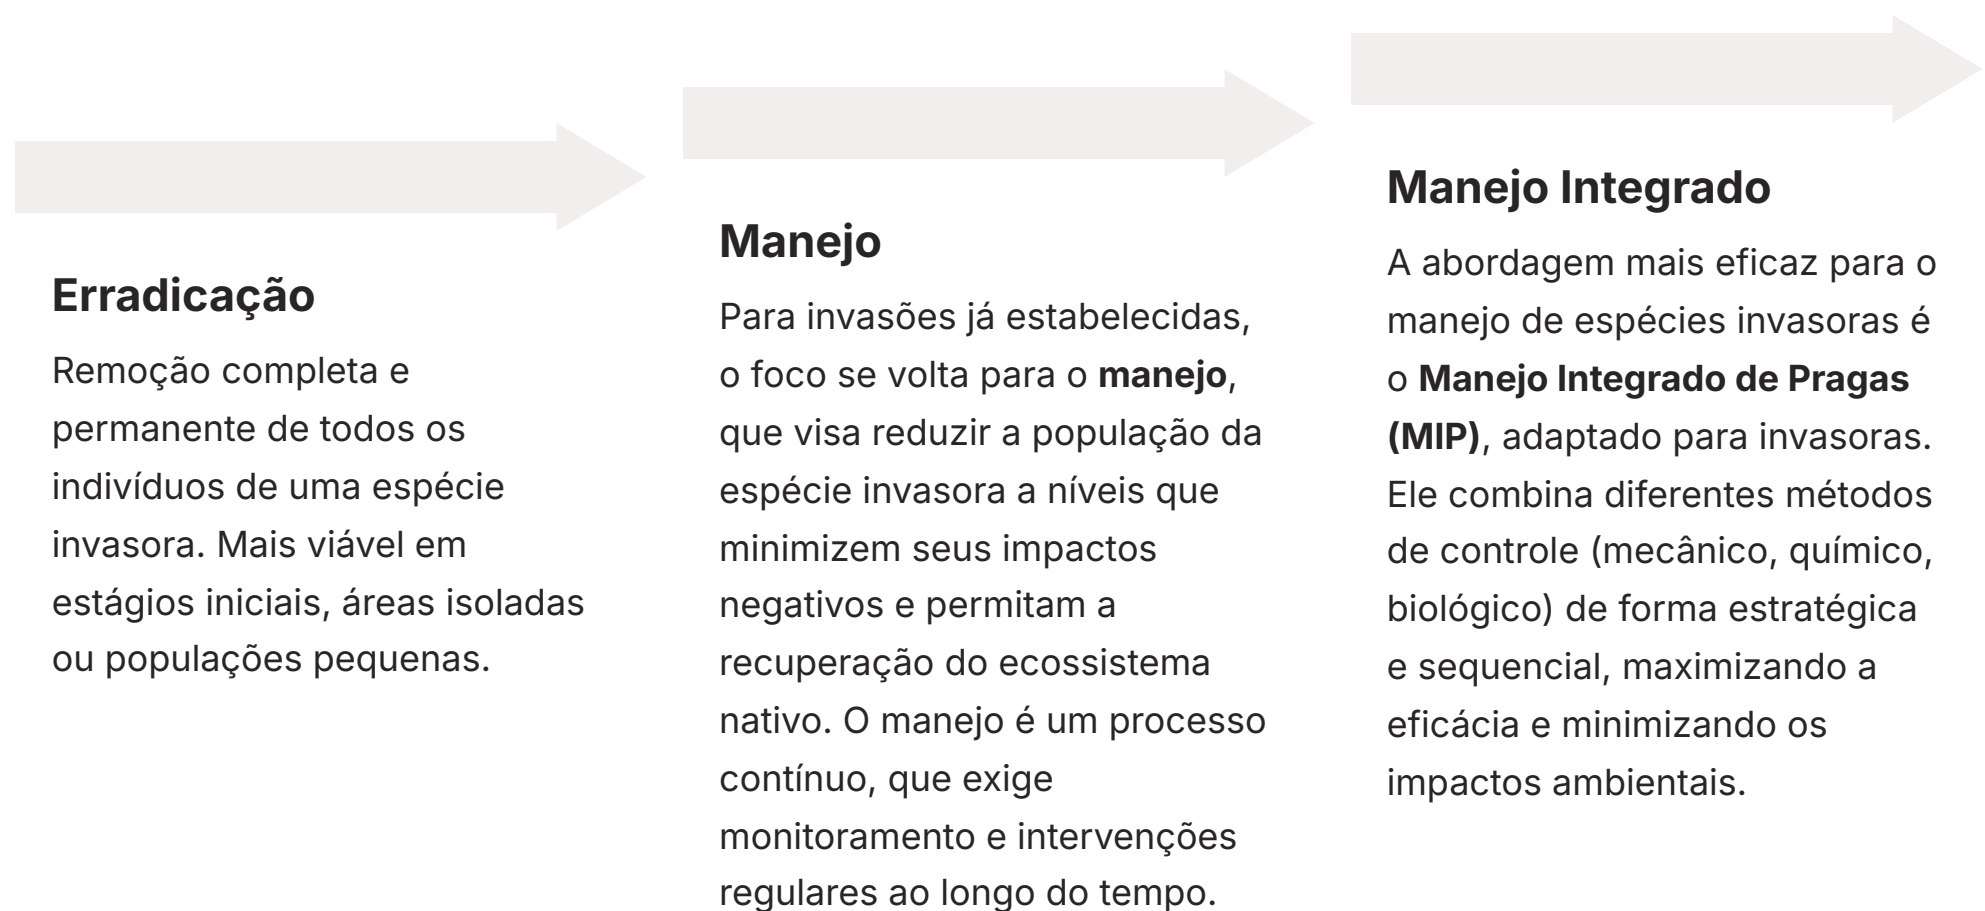 Erradicação
Remoção completa e
permanente de todos os
indivíduos de uma espécie
invasora. Mais viável em
estágios iniciais, áreas isoladas
ou populações pequenas.
Manejo
Para invasões já estabelecidas,
o foco se volta para o manejo,
que visa reduzir a população da
espécie invasora a níveis que
minimizem seus impactos
negativos e permitam a
recuperação do ecossistema
nativo. O manejo é um processo
contínuo, que exige
monitoramento e intervenções
regulares ao longo do tempo.
Manejo Integrado
A abordagem mais eficaz para o
manejo de espécies invasoras é
o Manejo Integrado de Pragas
(MIP), adaptado para invasoras.
Ele combina diferentes métodos
de controle (mecânico, químico,
biológico) de forma estratégica
e sequencial, maximizando a
eficácia e minimizando os
impactos ambientais.